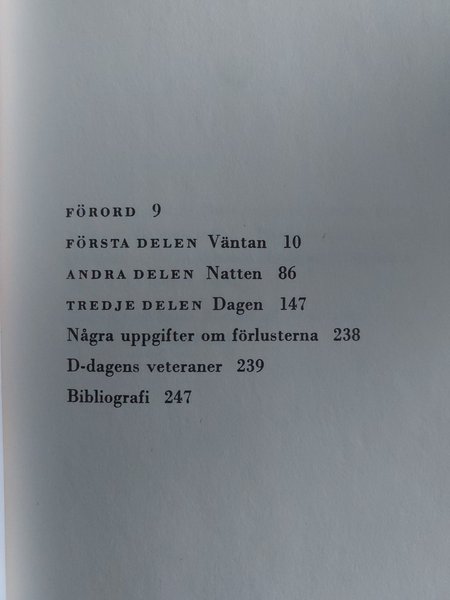 FÖRORD 9
FÖRSTA DELEN Väntan 10
ANDRA DELEN Natten 86
TREDJE DELEN Dagen 147
Några uppgifter om förlusterna 238
D-dagens veteraner 239
Bibliografi 247